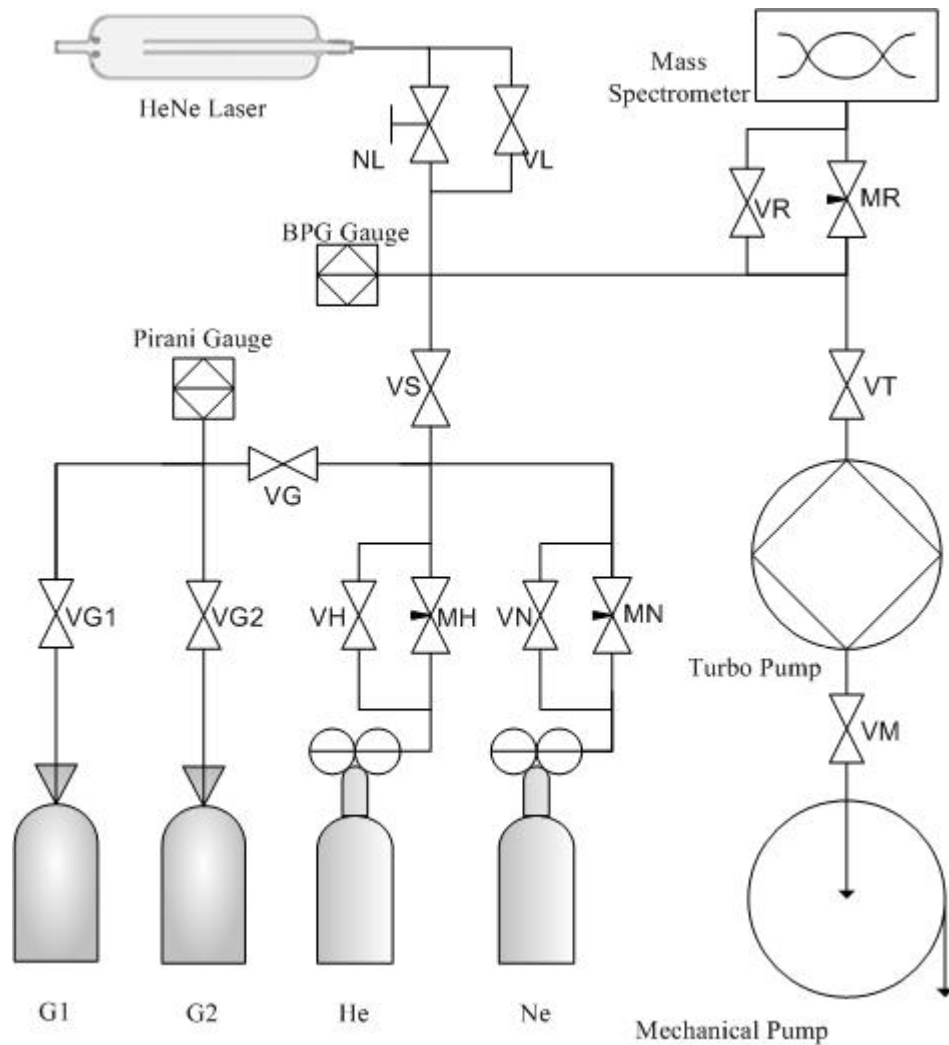 HeNe Laser
NL
VL
Mass
Spectrometer
VR
MR
BPG Gauge
Pirani Gauge
VS
VT
VG
VG1
VG2
VH
MH
VN
MN
Turbo Pump
VM
G1
G2
He
Ne
Mechanical Pump